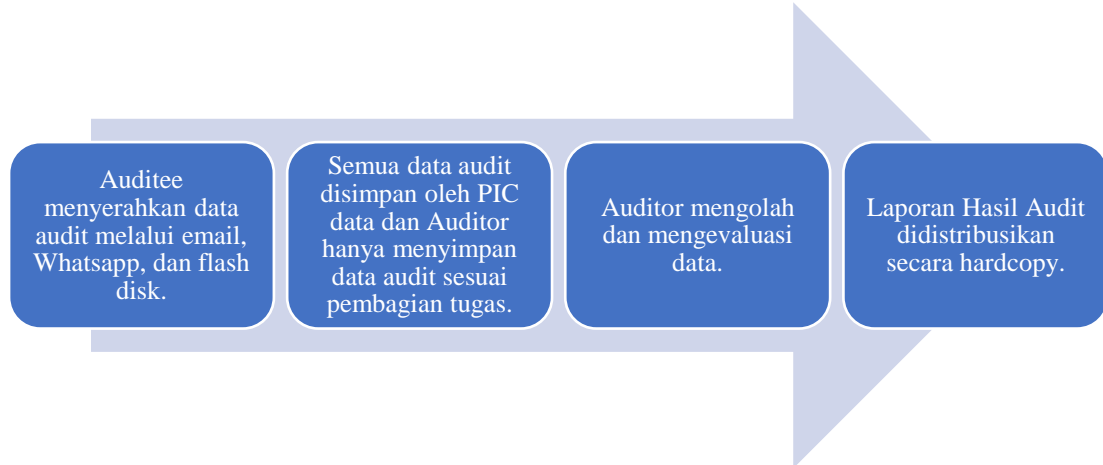 Auditee
menyerahkan data
audit melalui email,
Whatsapp, dan flash
disk.
Semua data audit
disimpan oleh PIC
data dan Auditor
hanya menyimpan
data audit sesuai
pembagian tugas.
Auditor mengolah
dan mengevaluasi
data.
Laporan Hasil Audit
didistribusikan
secara hardcopy.